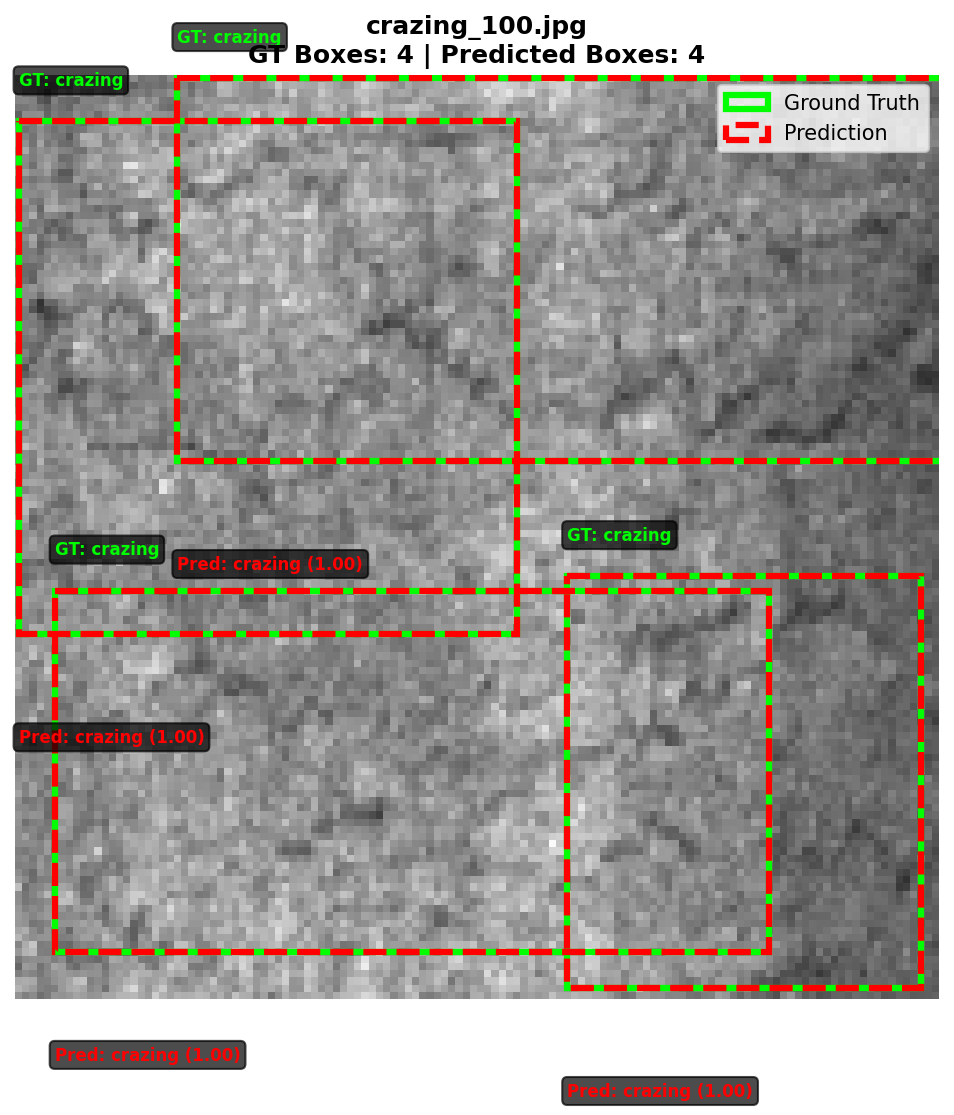 crazing_100.jpg
GT Boxes: 4 | Predicted Boxes: 4
GT: crazing
GT: crazing
Ground Truth
Prediction
GT: crazing
GT: crazing
Pred: crazing (1.00)
Pred: crazing (1.00)
Pred: crazing (1.00)
Pred: crazing (1.00)